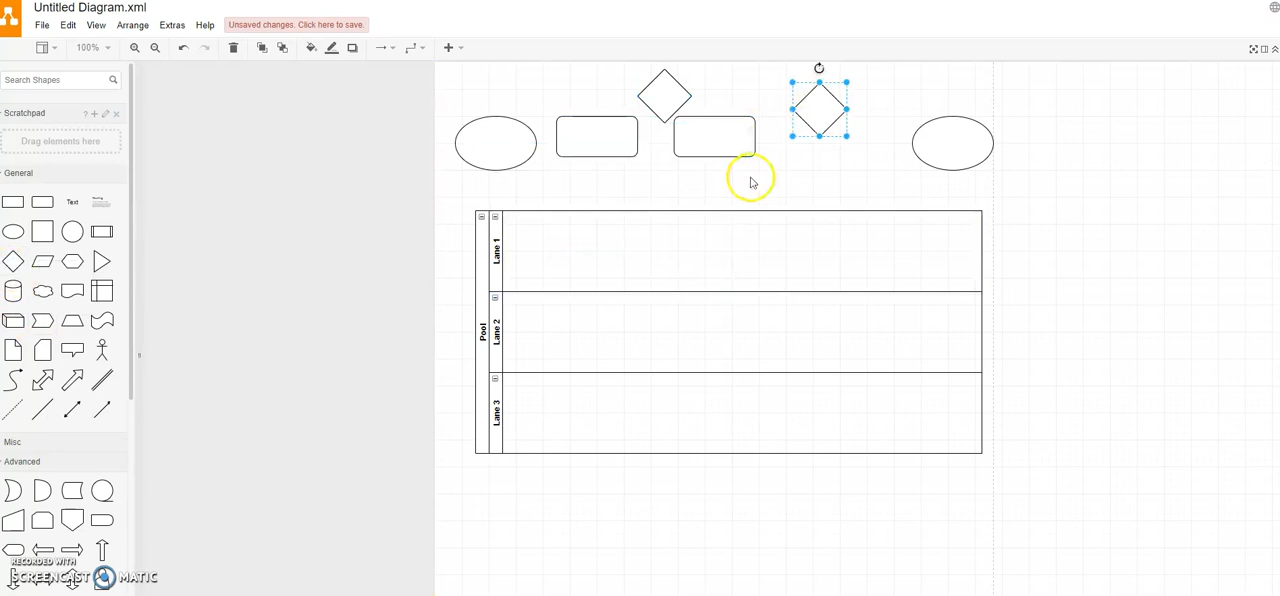 Untitled Diagram.xml
File Edit View Arrange Extras Help Unsaved changes. Click here to save.
100%
Search Shapes
Scratchpad ?
Drag elements here
General
Text
Misc
Advanced
Pool
Lane 1
Lane 2
Lane 3
RECORDED WITH
SCREENCAST MATIC